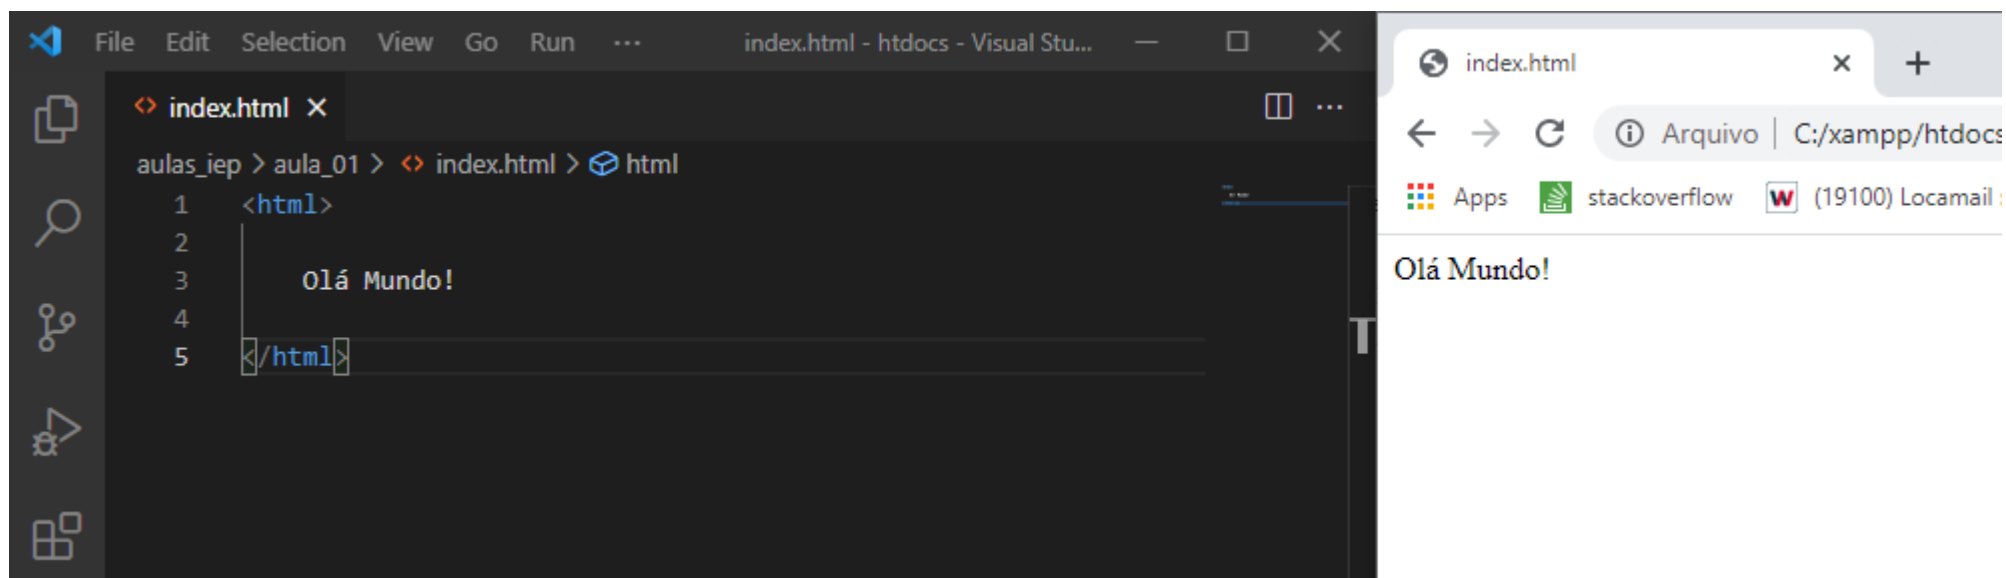 File Edit Selection View Go Run ... index.html - htdocs - Visual Stu...
index.html
aulas_iep > aula_01 > index.html > html
1 <html>
2
3 Olá Mundo!
4
5 </html>
index.html
Arquivo | C:/xampp/htdocs
Apps stackoverflow (19100) Locamail
Olá Mundo!